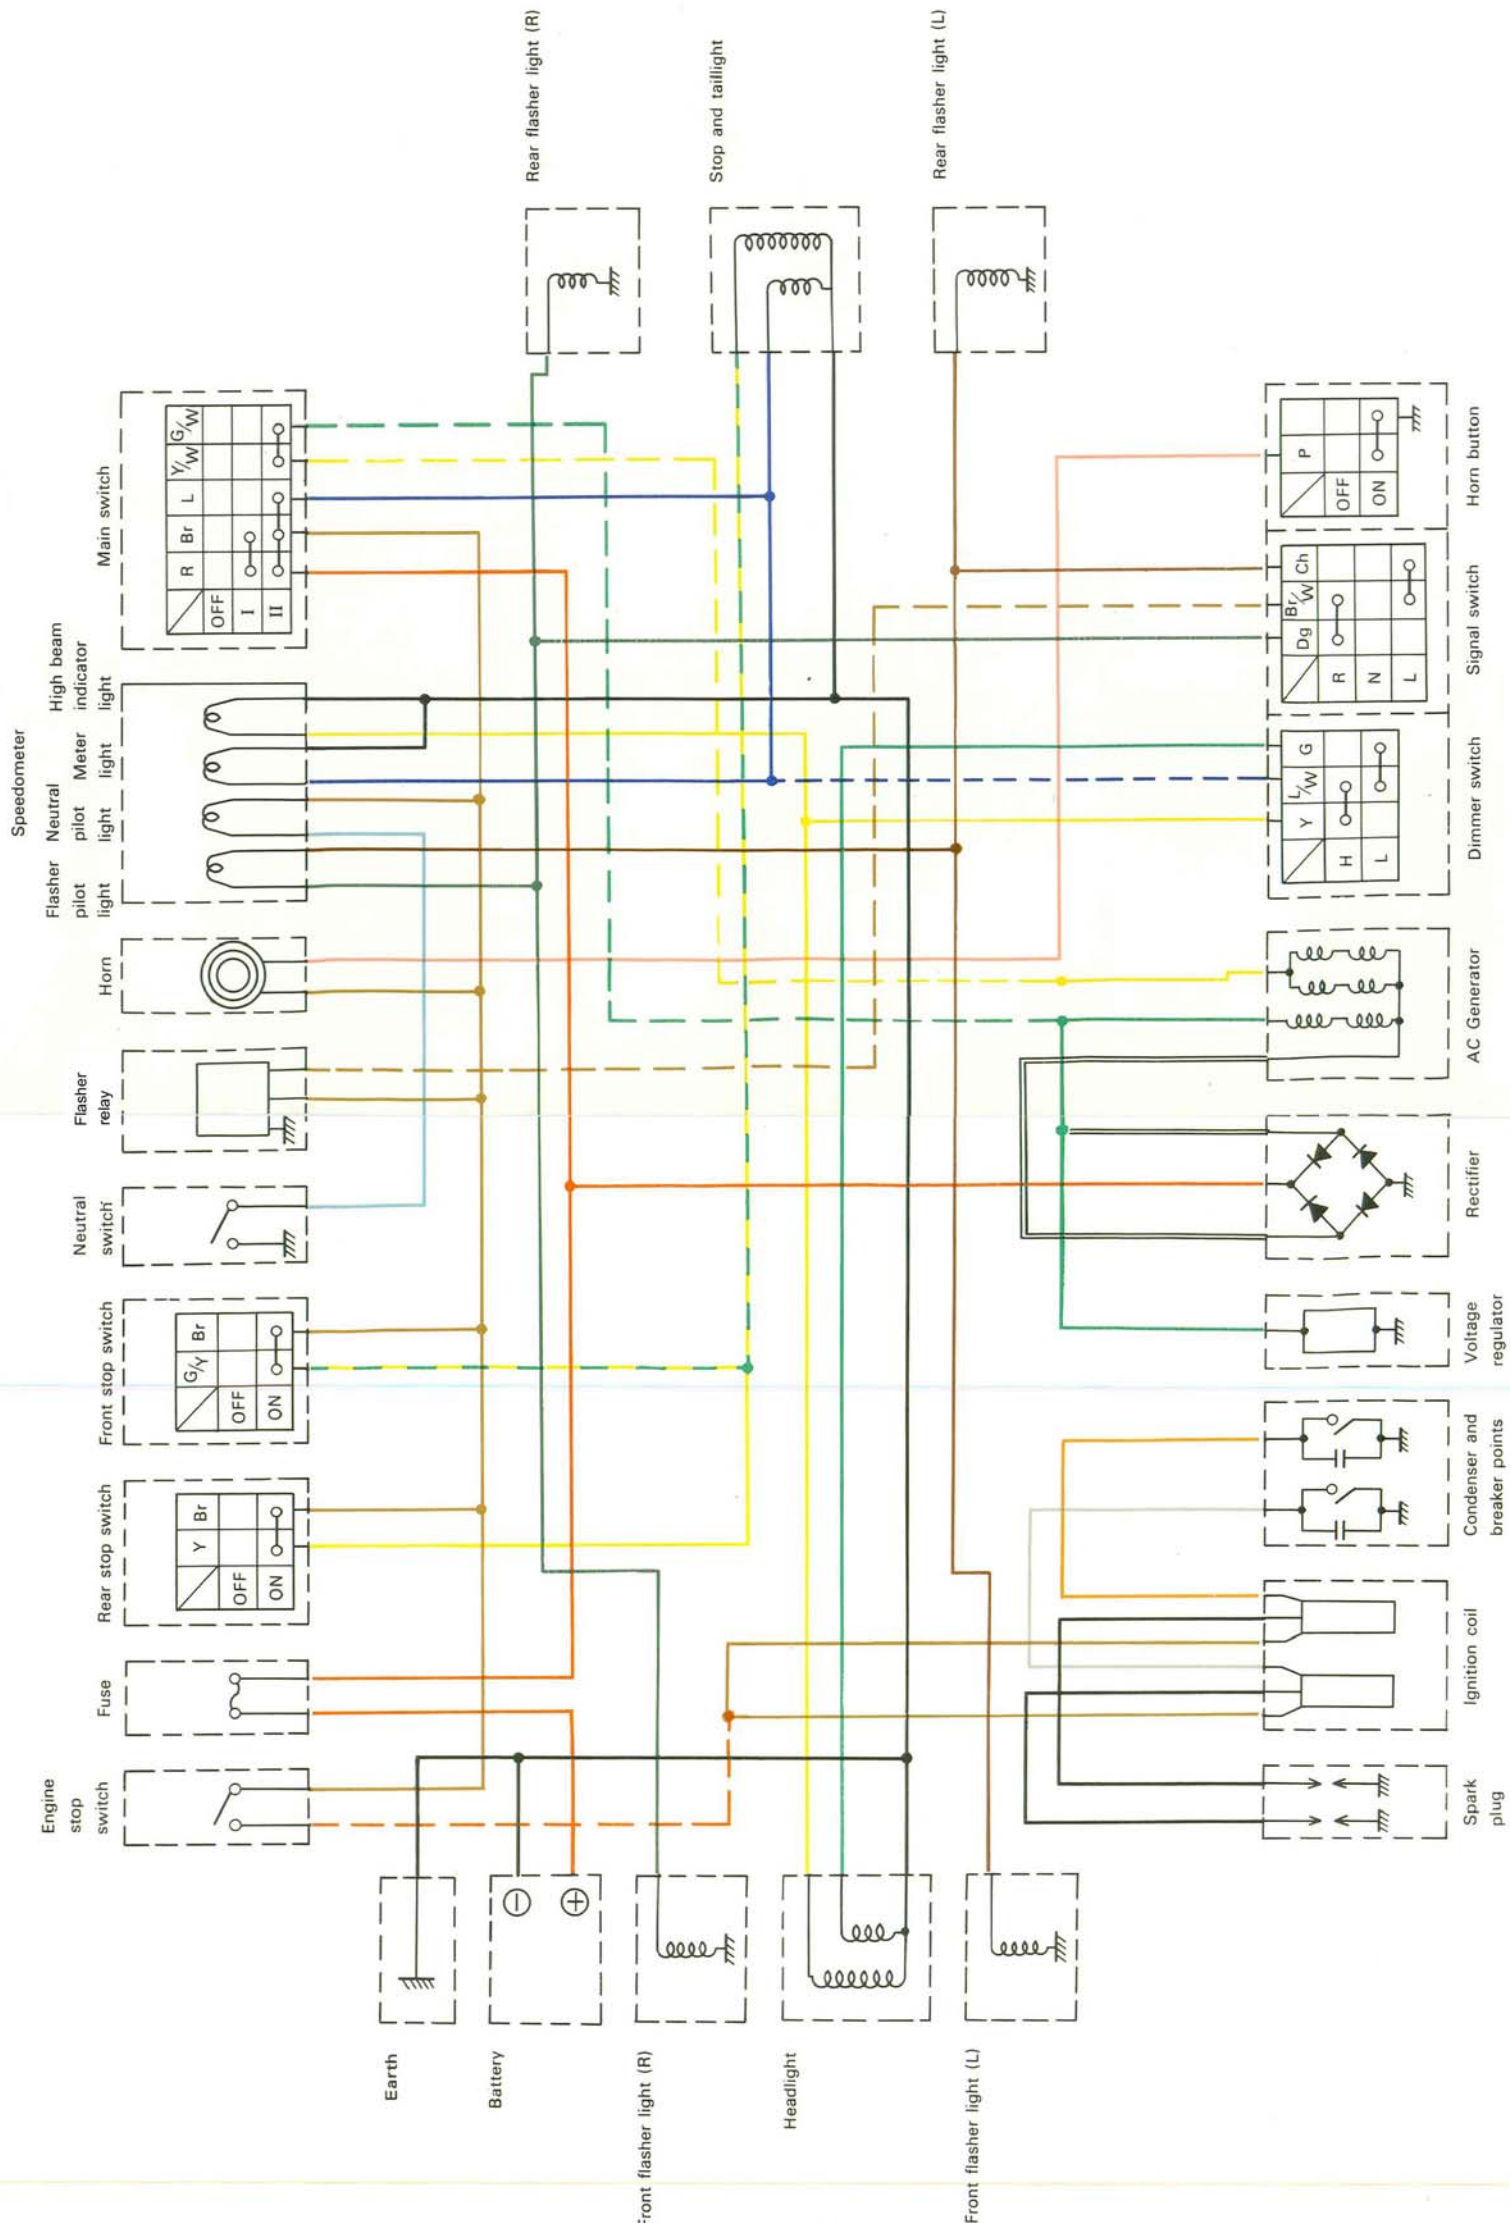 Rear flasher light (R)
Stop and taillight
Rear flasher light (L)
Main switch
R Br L Y/W G/W
OFF
I
II
Speedometer
Flasher pilot light
Neutral pilot light
Meter light
High beam indicator light
Horn
Flasher relay
Neutral switch
Front stop switch
G/Y Br
OFF
ON
Rear stop switch
Y Br
OFF
ON
Fuse
Engine stop switch
Horn button
P
OFF
ON
Signal switch
Dg Br/W Ch
R
N
L
Dimmer switch
Y L/W G
H
L
AC Generator
Rectifier
Voltage regulator
Condenser and breaker points
Ignition coil
Spark plug
Earth
Battery
− +
Front flasher light (R)
Headlight
Front flasher light (L)